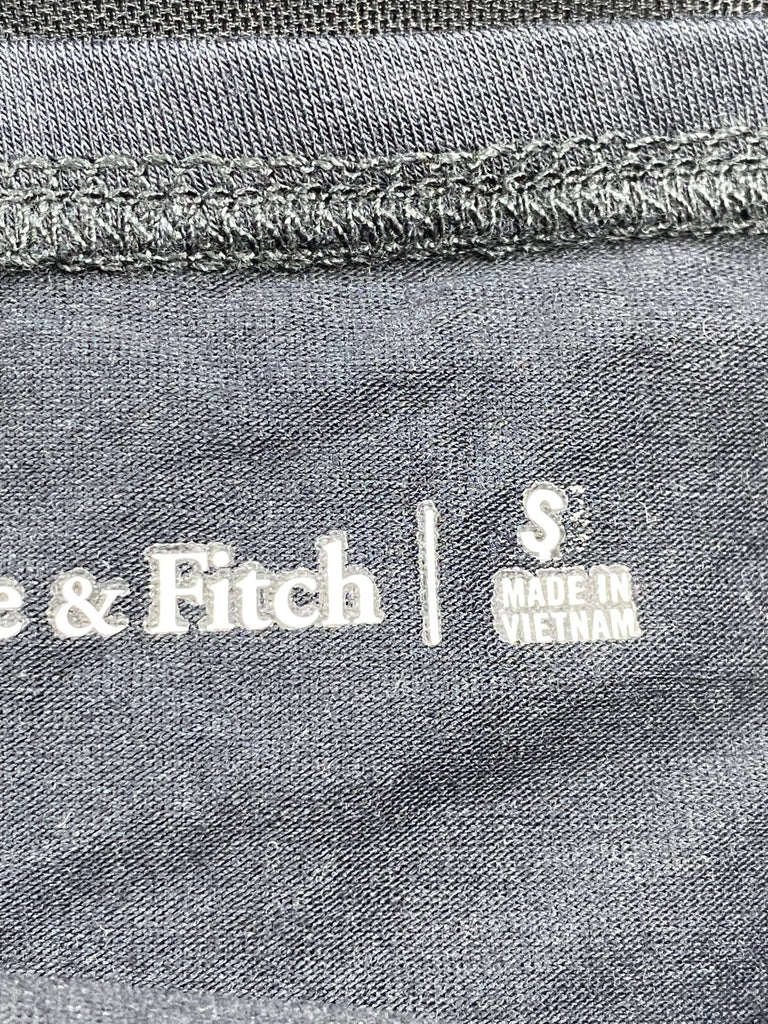 e & Fitch | S
MADE IN
VIETNAM